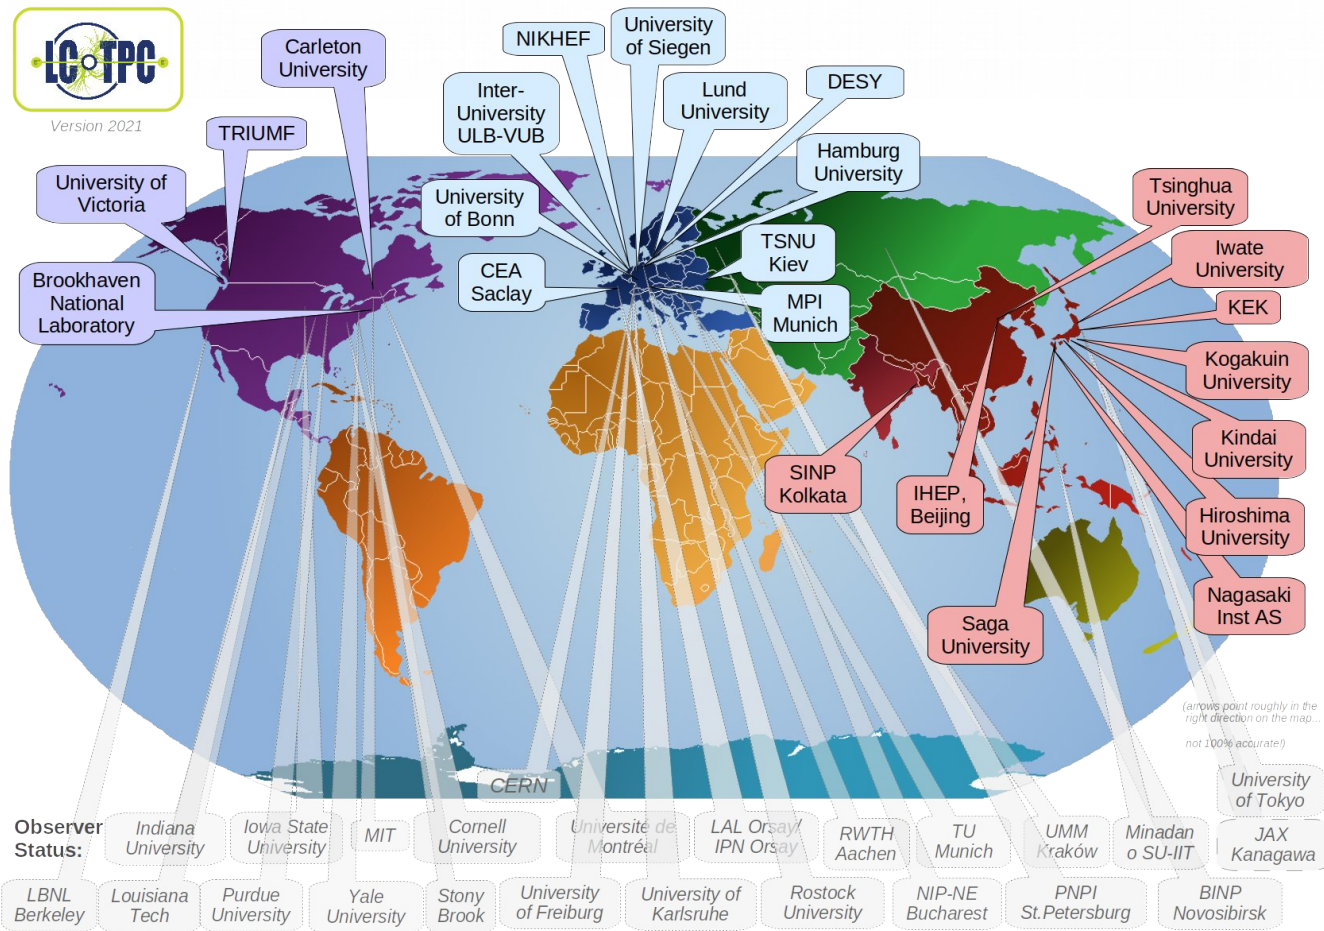 LC TPC
Version 2021
Carleton
University
TRIUMF
University of
Victoria
Brookhaven
National
Laboratory
NIKHEF
University
of Siegen
Inter-
University
ULB-VUB
Lund
University
DESY
Hamburg
University
University
of Bonn
TSNU
Kiev
CEA
Saclay
MPI
Munich
Tsinghua
University
Iwate
University
KEK
Kogakuin
University
Kindai
University
SINP
Kolkata
IHEP,
Beijing
Hiroshima
University
Nagasaki
Inst AS
Saga
University
(arrows point roughly in the
right direction on the map...
not 100% accurate!)
CERN
University
of Tokyo
Observer
Status:
Indiana
University
Iowa State
University
MIT
Cornell
University
Université de
Montréal
LAL Orsay/
IPN Orsay
RWTH
Aachen
TU
Munich
UMM
Kraków
Minadan
o SU-IIT
JAX
Kanagawa
LBNL
Berkeley
Louisiana
Tech
Purdue
University
Yale
University
Stony
Brook
University
of Freiburg
University of
Karlsruhe
Rostock
University
NIP-NE
Bucharest
PNPI
St.Petersburg
BINP
Novosibirsk